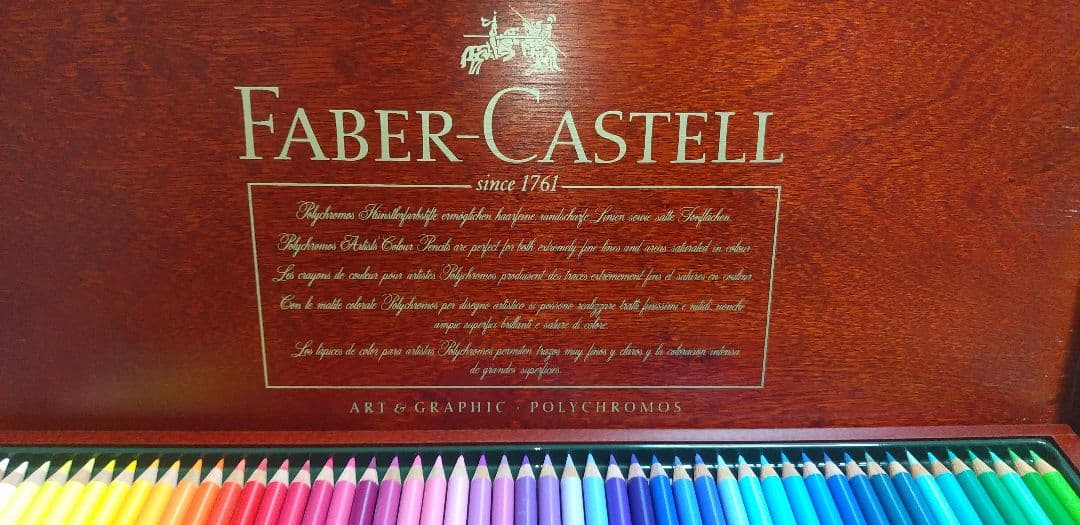 FABER-CASTELL
since 1761
Polychromos Künstlerfarbstifte ermöglichen haarfeine, randscharfe Linien sowie satte Tonflächen.
Polychromos Artists' Colour Pencils are perfect for both extremely fine lines and areas saturated in colour.
Les crayons de couleur pour artistes Polychromos produisent des traces extrêmement fins et saturés en couleur.
Con le matite colorate Polychromos per disegno artistico si possono realizzare tratti finissimi e nitidi, nonchè
ampie superfici brillanti e sature di colore.
Los lápices de color para artistas Polychromos permiten trazos muy finos y claros y la coloración intensa
de grandes superficies.
ART & GRAPHIC · POLYCHROMOS